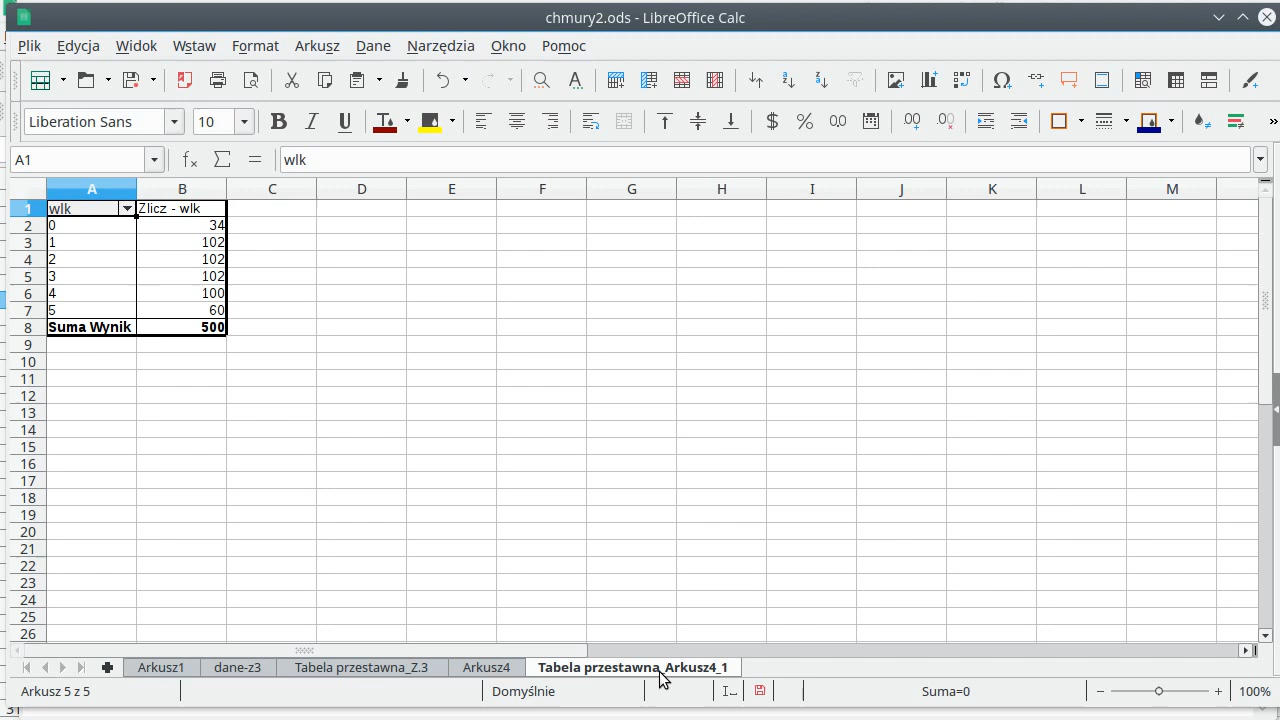 chmury2.ods - LibreOffice Calc
Plik Edycja Widok Wstaw Format Arkusz Dane Narzędzia Okno Pomoc
Liberation Sans 10
A1 wlk
A B C D E F G H I J K L M
1 wlk Zlicz - wlk
2 0 34
3 1 102
4 2 102
5 3 102
6 4 100
7 5 60
8 Suma Wynik 500
9
10
11
12
13
14
15
16
17
18
19
20
21
22
23
24
25
26
Arkusz1 dane-z3 Tabela przestawna_Z.3 Arkusz4 Tabela przestawna_Arkusz4_1
Arkusz 5 z 5 Domyślnie Suma=0 100%
31